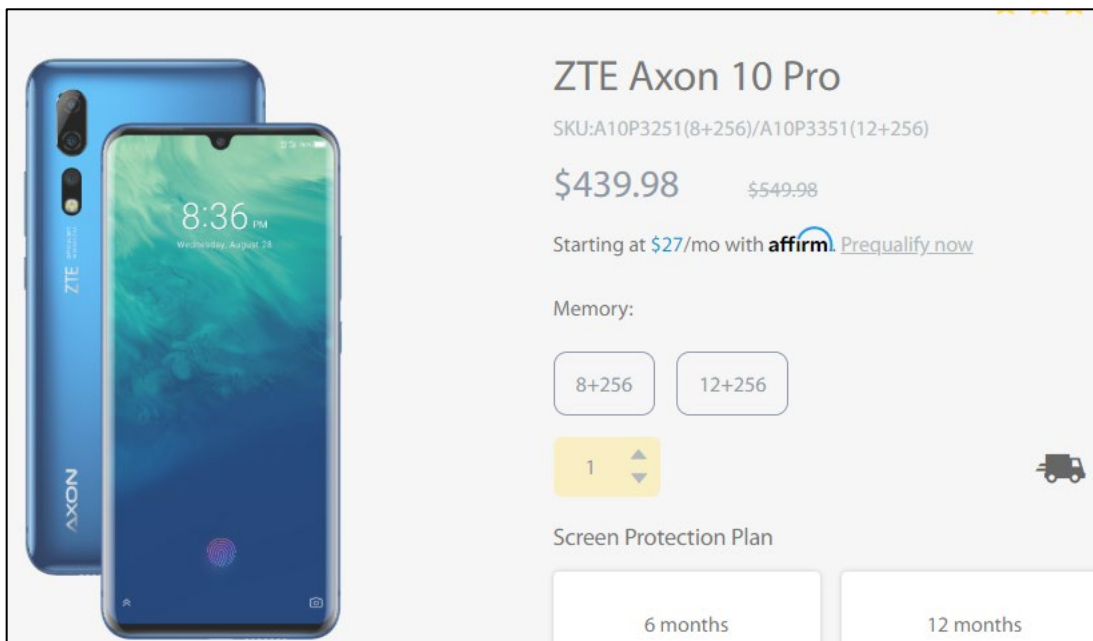 ZTE Axon 10 Pro
SKU:A10P3251(8+256)/A10P3351(12+256)
$439.98 $549.98
Starting at $27/mo with affirm. Prequalify now
Memory:
8+256 12+256
1
Screen Protection Plan
6 months 12 months
8:36 PM
Wednesday, August 28
ZTE
AXON